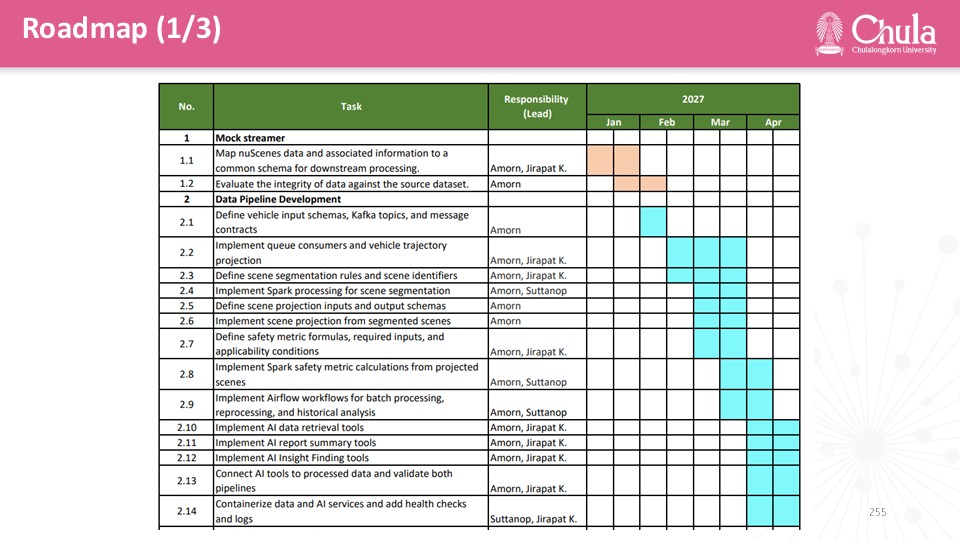 Roadmap (1/3)
Chula
Chulalongkorn University
No.
Task
Responsibility
(Lead)
2027
Jan
Feb
Mar
Apr
1 Mock streamer
1.1 Map nuScenes data and associated information to a
common schema for downstream processing. Amorn, Jirapat K.
1.2 Evaluate the integrity of data against the source dataset. Amorn
2 Data Pipeline Development
2.1 Define vehicle input schemas, Kafka topics, and message
contracts Amorn
2.2 Implement queue consumers and vehicle trajectory
projection Amorn, Jirapat K.
2.3 Define scene segmentation rules and scene identifiers Amorn, Jirapat K.
2.4 Implement Spark processing for scene segmentation Amorn, Suttanop
2.5 Define scene projection inputs and output schemas Amorn
2.6 Implement scene projection from segmented scenes Amorn
2.7 Define safety metric formulas, required inputs, and
applicability conditions Amorn, Jirapat K.
2.8 Implement Spark safety metric calculations from projected
scenes Amorn, Suttanop
2.9 Implement Airflow workflows for batch processing,
reprocessing, and historical analysis Amorn, Suttanop
2.10 Implement AI data retrieval tools Amorn, Jirapat K.
2.11 Implement AI report summary tools Amorn, Jirapat K.
2.12 Implement AI Insight Finding tools Amorn, Jirapat K.
2.13 Connect AI tools to processed data and validate both
pipelines Amorn, Jirapat K.
2.14 Containerize data and AI services and add health checks
and logs Suttanop, Jirapat K.
255